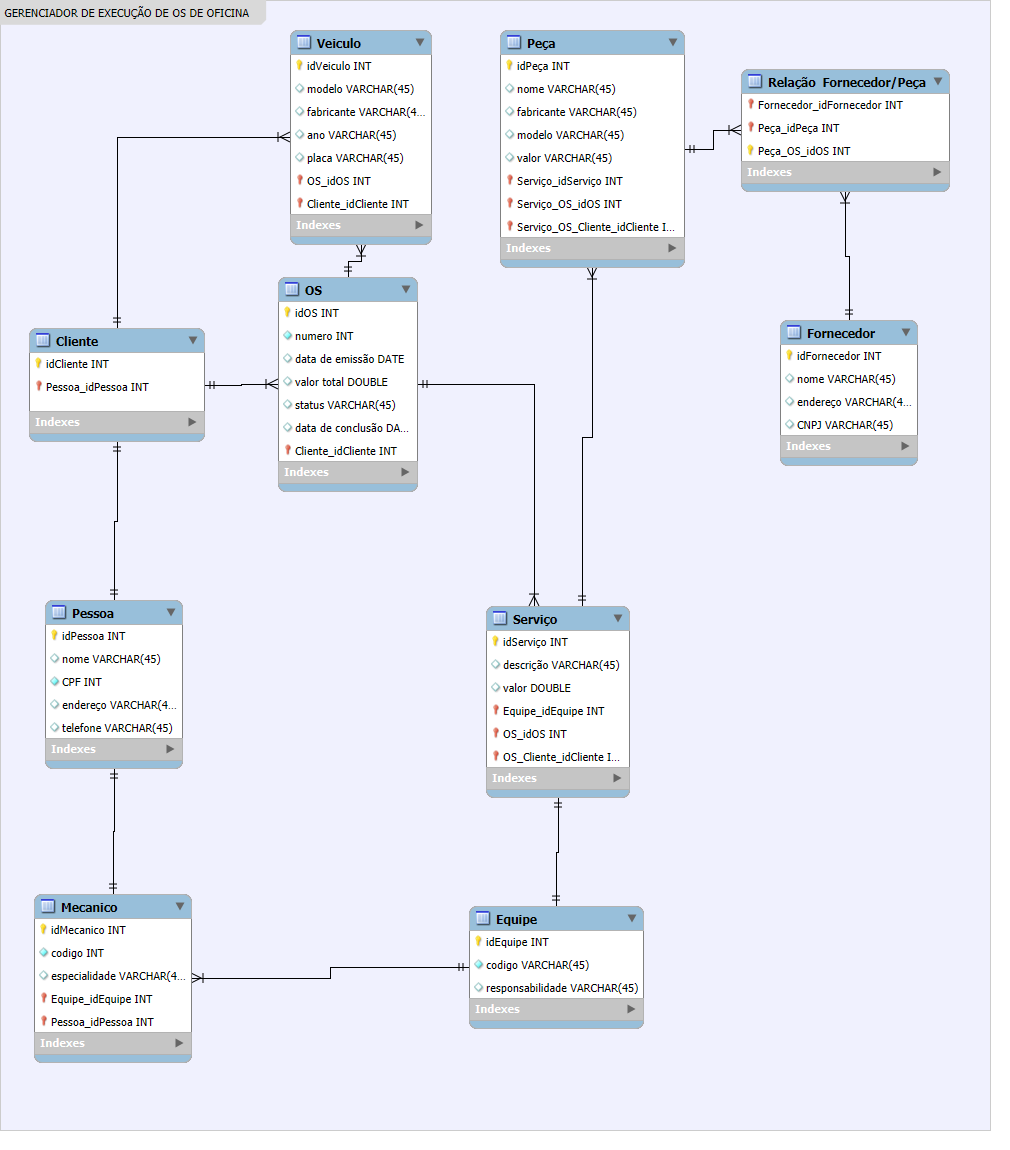 GERENCIADOR DE EXECUÇÃO DE OS DE OFICINA
Veiculo
idVeiculo INT
modelo VARCHAR(45)
fabricante VARCHAR(4...
ano VARCHAR(45)
placa VARCHAR(45)
OS_idOS INT
Cliente_idCliente INT
Indexes
Peça
idPeça INT
nome VARCHAR(45)
fabricante VARCHAR(45)
modelo VARCHAR(45)
valor VARCHAR(45)
Serviço_idServiço INT
Serviço_OS_idOS INT
Serviço_OS_Cliente_idCliente I...
Indexes
Relação Fornecedor/Peça
Fornecedor_idFornecedor INT
Peça_idPeça INT
Peça_OS_idOS INT
Indexes
OS
idOS INT
numero INT
data de emissão DATE
valor total DOUBLE
status VARCHAR(45)
data de conclusão DA...
Cliente_idCliente INT
Indexes
Cliente
idCliente INT
Pessoa_idPessoa INT
Indexes
Fornecedor
idFornecedor INT
nome VARCHAR(45)
endereço VARCHAR(4...
CNPJ VARCHAR(45)
Indexes
Pessoa
idPessoa INT
nome VARCHAR(45)
CPF INT
endereço VARCHAR(4...
telefone VARCHAR(45)
Indexes
Serviço
idServiço INT
descrição VARCHAR(45)
valor DOUBLE
Equipe_idEquipe INT
OS_idOS INT
OS_Cliente_idCliente I...
Indexes
Mecanico
idMecanico INT
codigo INT
especialidade VARCHAR(4...
Equipe_idEquipe INT
Pessoa_idPessoa INT
Indexes
Equipe
idEquipe INT
codigo VARCHAR(45)
responsabilidade VARCHAR(45)
Indexes